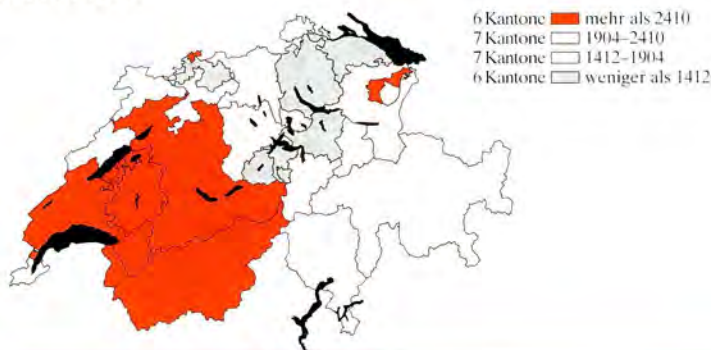 6 Kantone mehr als 2410
7 Kantone 1904–2410
7 Kantone 1412–1904
6 Kantone weniger als 1412